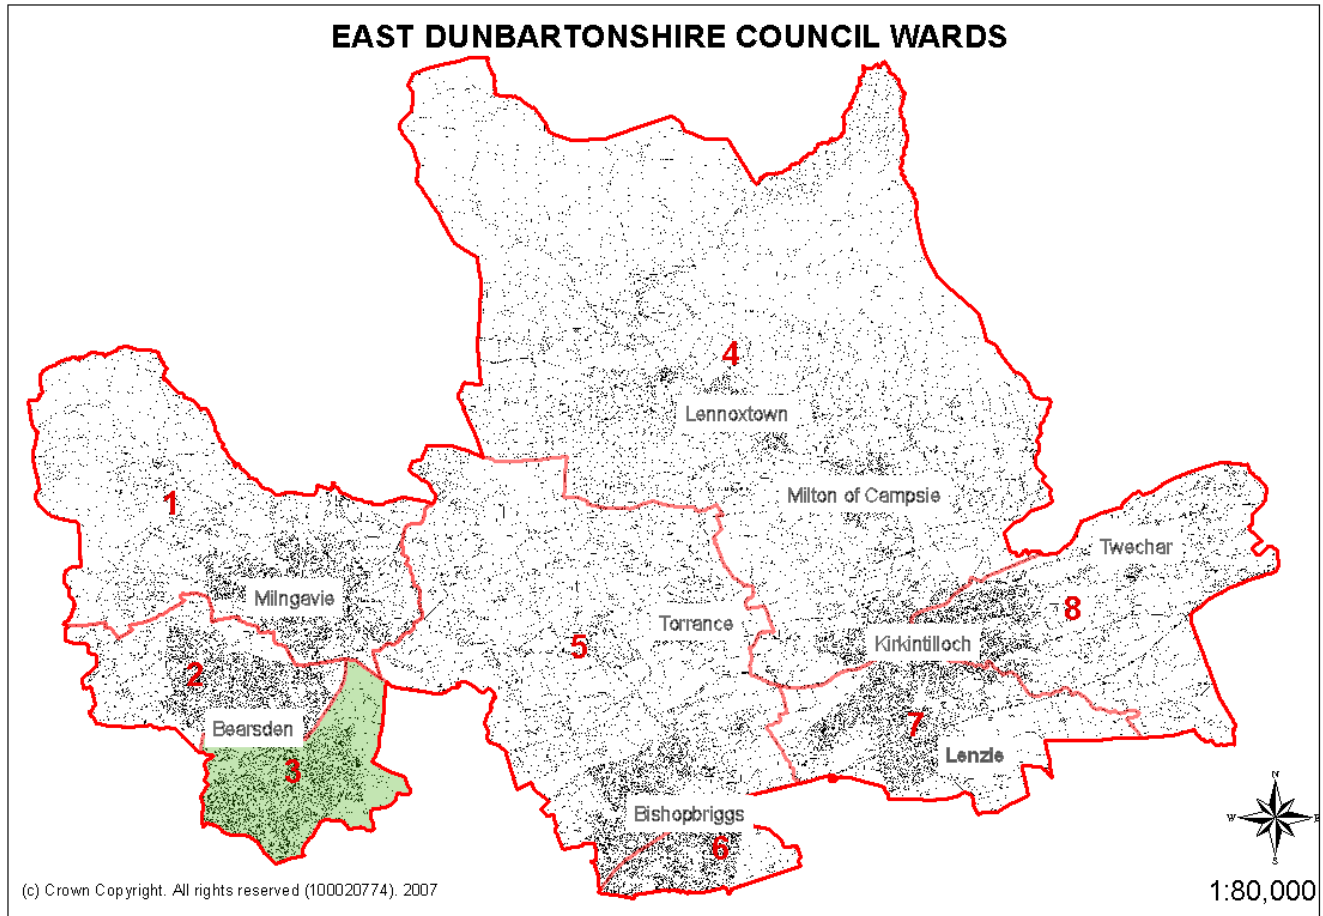 EAST DUNBARTONSHIRE COUNCIL WARDS
4
Lennoxtown
1
Milton of Campsie
Twechar
Milngavie
8
Torrance
5
Kirkintilloch
2
Bearsden
7
Lenzie
3
N
Bishopbriggs
W
E
6
S
(c) Crown Copyright. All rights reserved (100020774). 2007
1:80,000